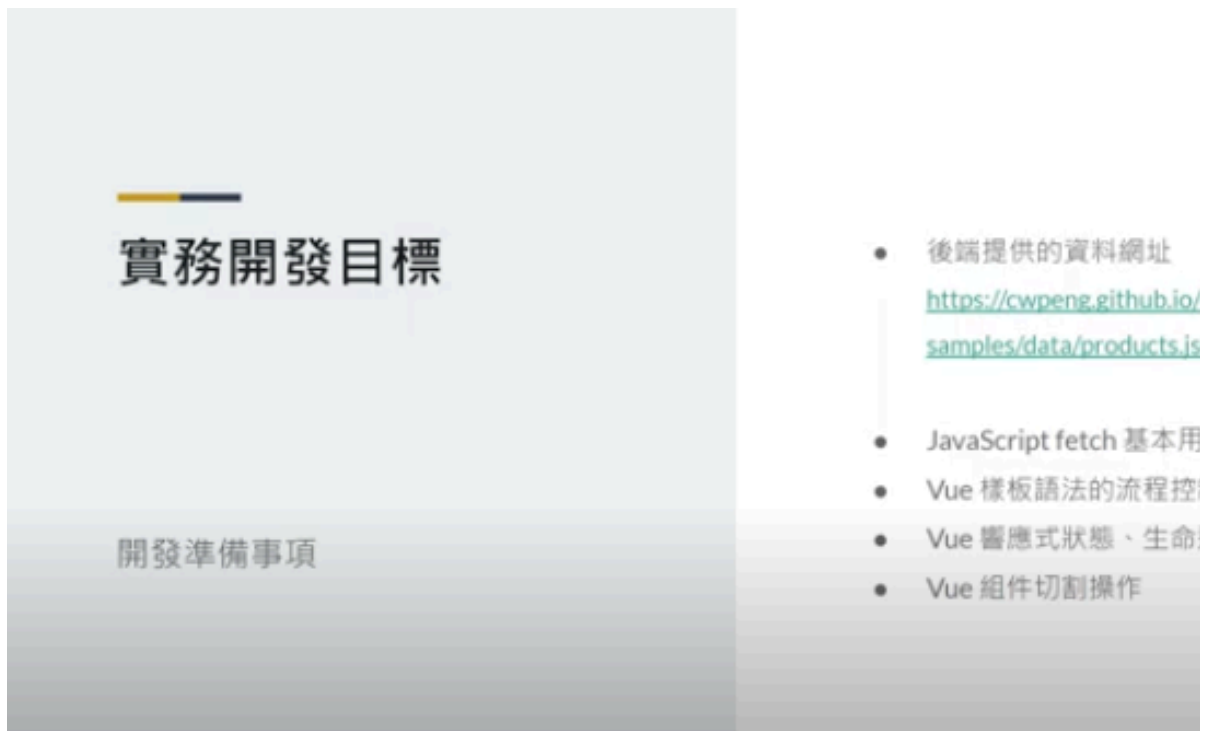 實務開發目標
開發準備事項
● 後端提供的資料網址
https://cwpeng.github.io/
samples/data/products.js
● JavaScript fetch 基本用
● Vue 樣板語法的流程控
● Vue 響應式狀態、生命
● Vue 組件切割操作